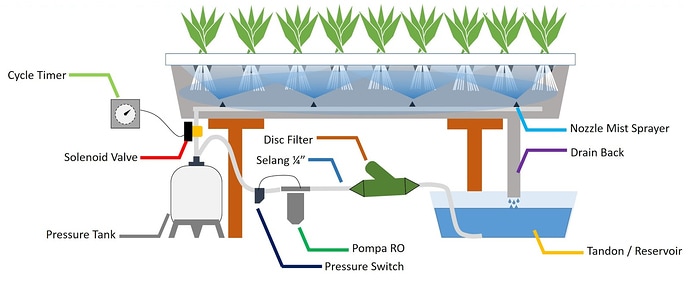 Cycle Timer
Solenoid Valve
Pressure Tank
Disc Filter
Selang ¼”
Pompa RO
Pressure Switch
Nozzle Mist Sprayer
Drain Back
Tandon / Reservoir